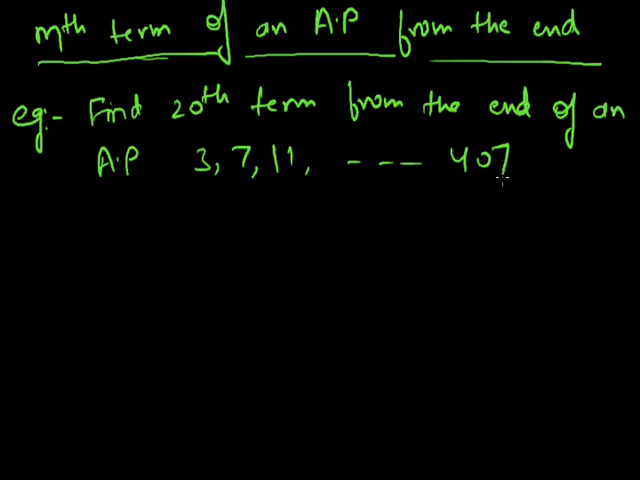 mth term of an A.P from the end
eg:- Find 20th term from the end of an
A.P 3, 7, 11, - - - 407